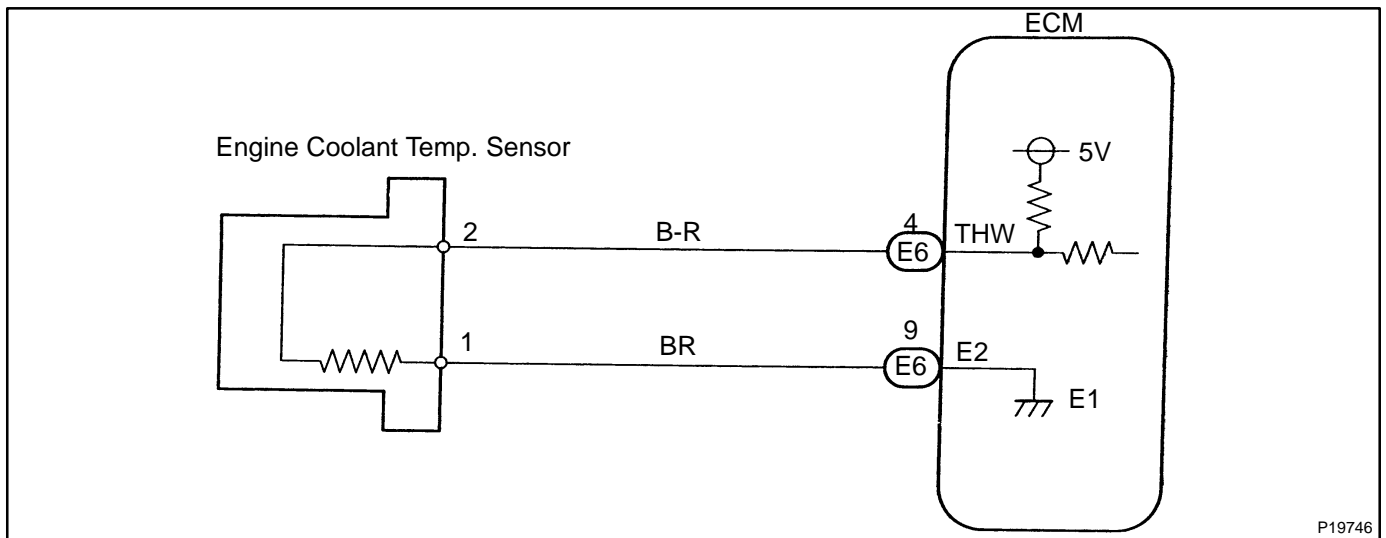 ECM
Engine Coolant Temp. Sensor
5V
2
B-R
4
E6
THW
1
BR
9
E6
E2
E1
P19746